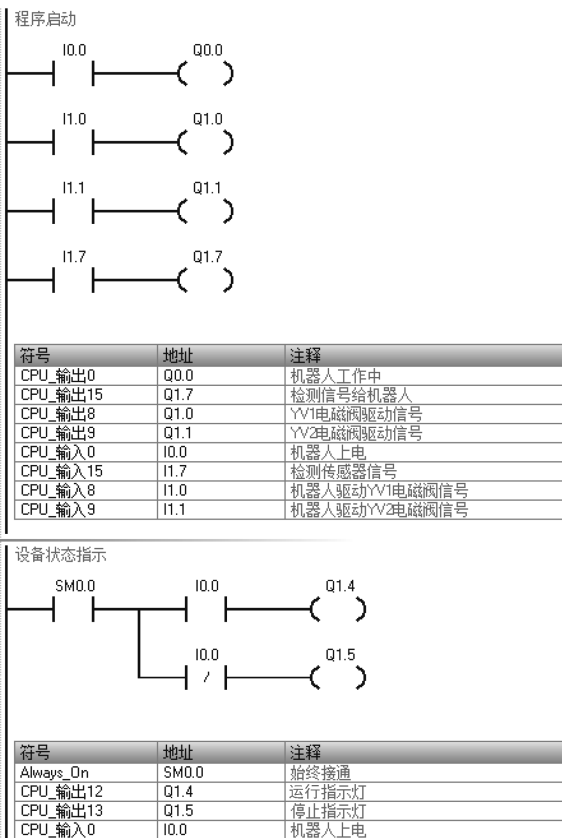 程序启动
I0.0 Q0.0
I1.0 Q1.0
I1.1 Q1.1
I1.7 Q1.7
符号 地址 注释
CPU_输出0 Q0.0 机器人工作中
CPU_输出15 Q1.7 检测信号给机器人
CPU_输出8 Q1.0 YV1电磁阀驱动信号
CPU_输出9 Q1.1 YV2电磁阀驱动信号
CPU_输入0 I0.0 机器人上电
CPU_输入15 I1.7 检测传感器信号
CPU_输入8 I1.0 机器人驱动YV1电磁阀信号
CPU_输入9 I1.1 机器人驱动YV2电磁阀信号
设备状态指示
SM0.0 I0.0 Q1.4
I0.0 Q1.5
符号 地址 注释
Always_On SM0.0 始终接通
CPU_输出12 Q1.4 运行指示灯
CPU_输出13 Q1.5 停止指示灯
CPU_输入0 I0.0 机器人上电